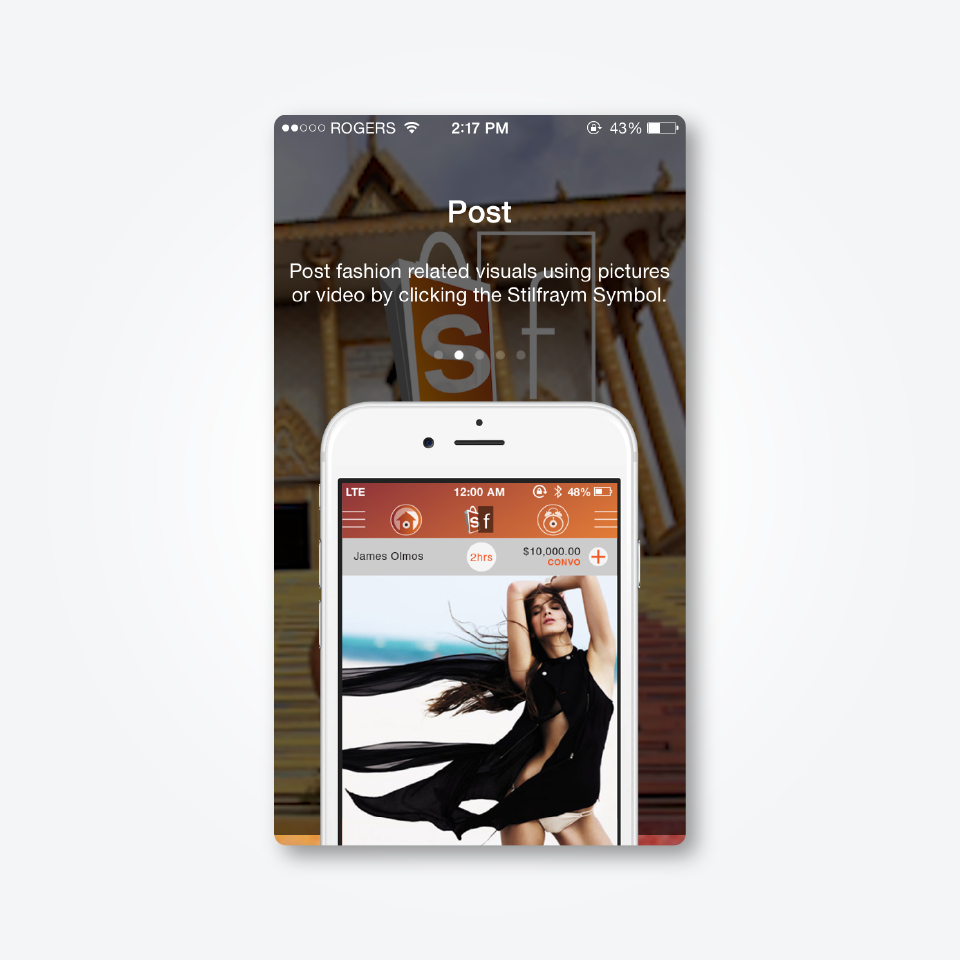 ROGERS 2:17 PM 43%
Post
Post fashion related visuals using pictures
or video by clicking the Stilfraym Symbol.
sf
LTE 12:00 AM 48%
sf
James Olmos 2hrs $10,000.00
CONVO